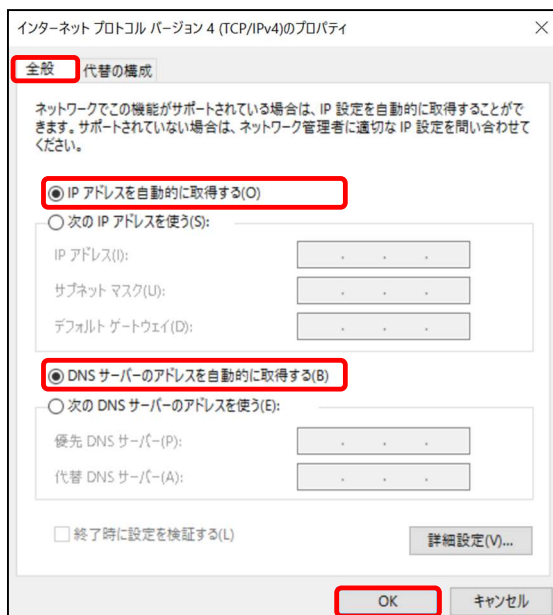 インターネット プロトコル バージョン 4 (TCP/IPv4)のプロパティ
全般 代替の構成
ネットワークでこの機能がサポートされている場合は、IP 設定を自動的に取得することがで
きます。サポートされていない場合は、ネットワーク管理者に適切な IP 設定を問い合わせて
ください。
IP アドレスを自動的に取得する(O)
次の IP アドレスを使う(S):
IP アドレス(I):
サブネット マスク(U):
デフォルト ゲートウェイ(D):
DNS サーバーのアドレスを自動的に取得する(B)
次の DNS サーバーのアドレスを使う(E):
優先 DNS サーバー(P):
代替 DNS サーバー(A):
終了時に設定を検証する(L)
詳細設定(V)...
OK キャンセル